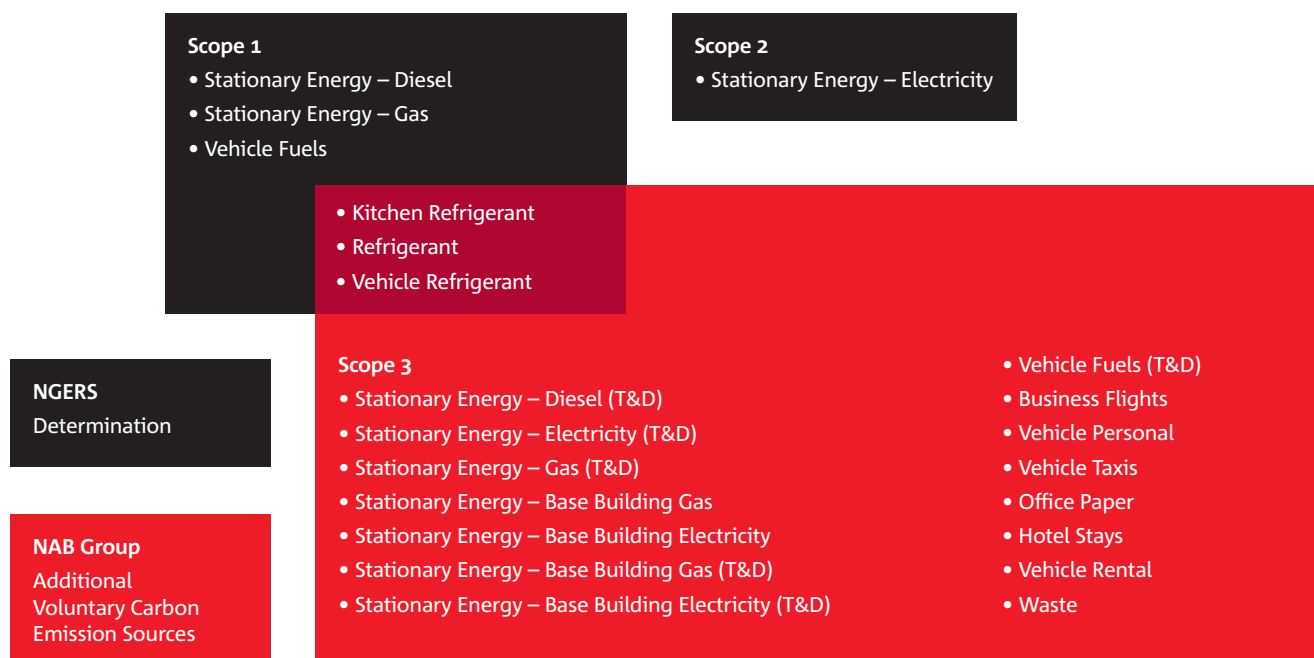 Scope 1
• Stationary Energy – Diesel
• Stationary Energy – Gas
• Vehicle Fuels
Scope 2
• Stationary Energy – Electricity
• Kitchen Refrigerant
• Refrigerant
• Vehicle Refrigerant
NGERS
Determination
NAB Group
Additional
Voluntary Carbon
Emission Sources
Scope 3
• Stationary Energy – Diesel (T&D)
• Stationary Energy – Electricity (T&D)
• Stationary Energy – Gas (T&D)
• Stationary Energy – Base Building Gas
• Stationary Energy – Base Building Electricity
• Stationary Energy – Base Building Gas (T&D)
• Stationary Energy – Base Building Electricity (T&D)
• Vehicle Fuels (T&D)
• Business Flights
• Vehicle Personal
• Vehicle Taxis
• Office Paper
• Hotel Stays
• Vehicle Rental
• Waste